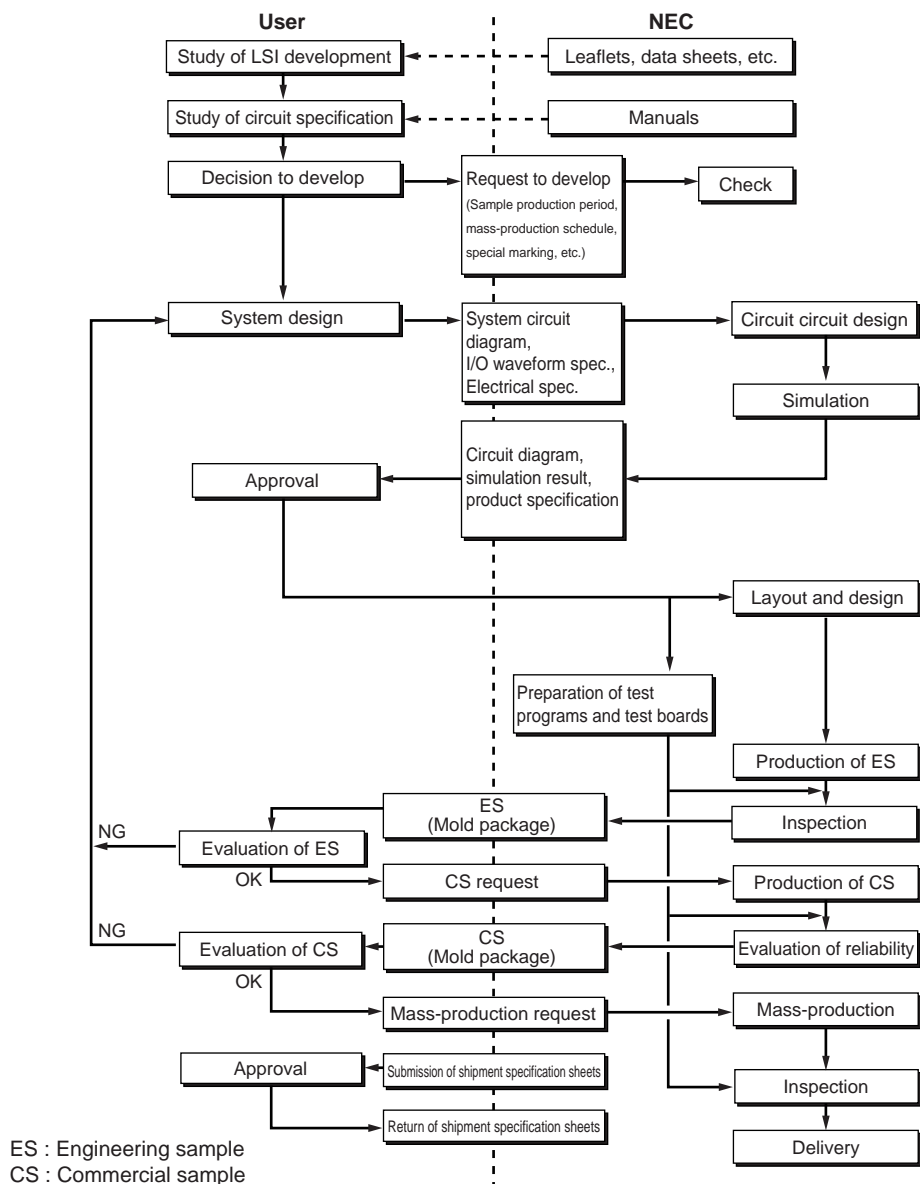 User
NEC
Study of LSI development
Leaflets, data sheets, etc.
Study of circuit specification
Manuals
Decision to develop
Request to develop
(Sample production period,
mass-production schedule,
special marking, etc.)
Check
System design
System circuit
diagram,
I/O waveform spec.,
Electrical spec.
Circuit circuit design
Simulation
Approval
Circuit diagram,
simulation result,
product specification
Layout and design
Preparation of test
programs and test boards
Production of ES
ES
(Mold package)
Inspection
NG
Evaluation of ES
OK
CS request
Production of CS
NG
Evaluation of CS
CS
(Mold package)
Evaluation of reliability
OK
Mass-production request
Mass-production
Approval
Submission of shipment specification sheets
Inspection
Return of shipment specification sheets
Delivery
ES : Engineering sample
CS : Commercial sample